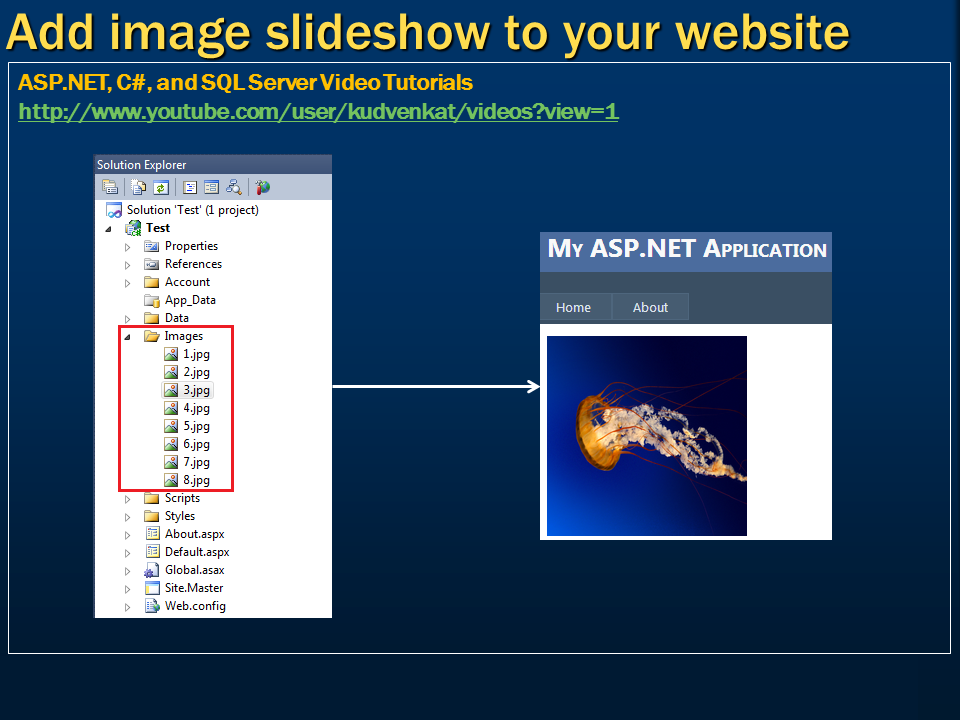 Add image slideshow to your website
ASP.NET, C#, and SQL Server Video Tutorials
http://www.youtube.com/user/kudvenkat/videos?view=1
Solution Explorer
Solution 'Test' (1 project)
Test
Properties
References
Account
App_Data
Data
Images
1.jpg
2.jpg
3.jpg
4.jpg
5.jpg
6.jpg
7.jpg
8.jpg
Scripts
Styles
About.aspx
Default.aspx
Global.asax
Site.Master
Web.config
My ASP.NET Application
Home About